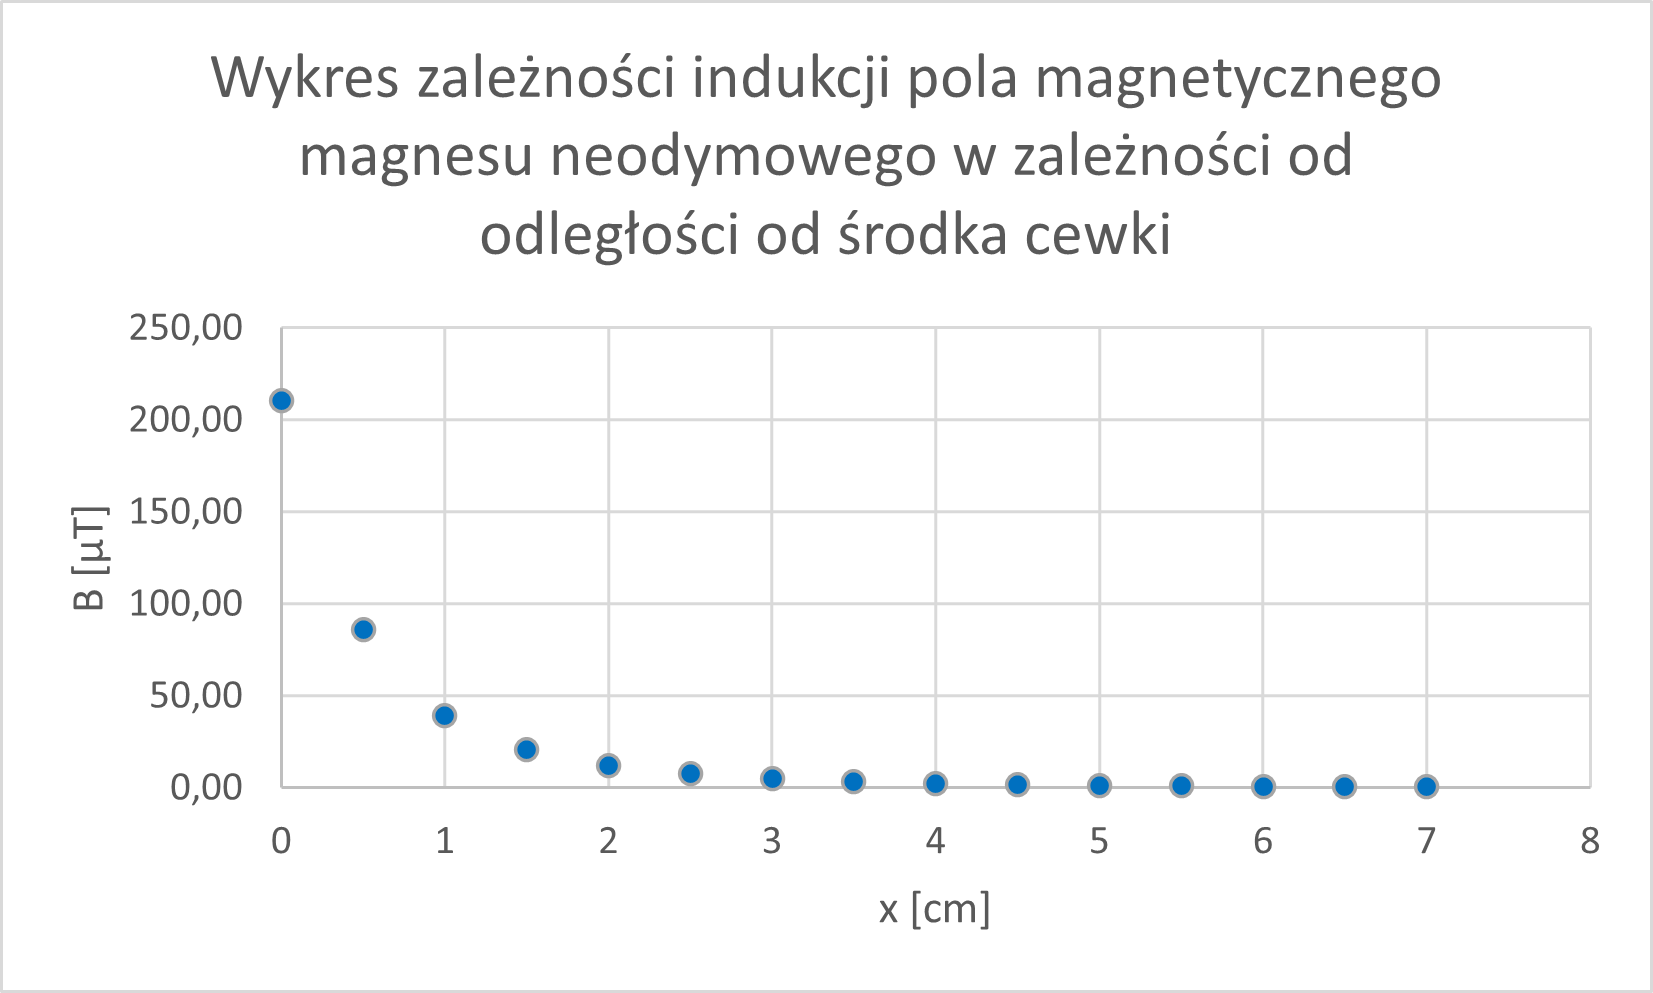 Wykres zależności indukcji pola magnetycznego
magnesu neodymowego w zależności od
odległości od środka cewki
250,00
200,00
150,00
100,00
50,00
0,00
B [µT]
0 1 2 3 4 5 6 7 8
x [cm]